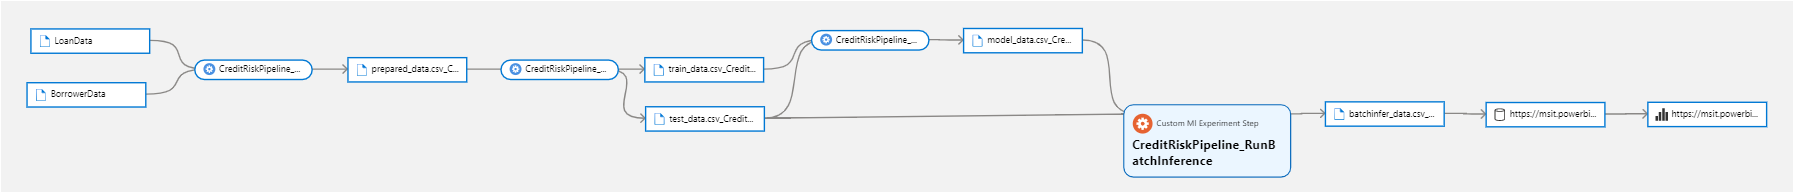 LoanData
BorrowerData
CreditRiskPipeline_...
prepared_data.csv_C...
CreditRiskPipeline_...
train_data.csv_Credit...
test_data.csv_Credit...
CreditRiskPipeline_...
model_data.csv_Cre...
Custom Ml Experiment Step
CreditRiskPipeline_RunB
atchInference
batchinfer_data.csv_...
https://msit.powerbi...
https://msit.powerbi...